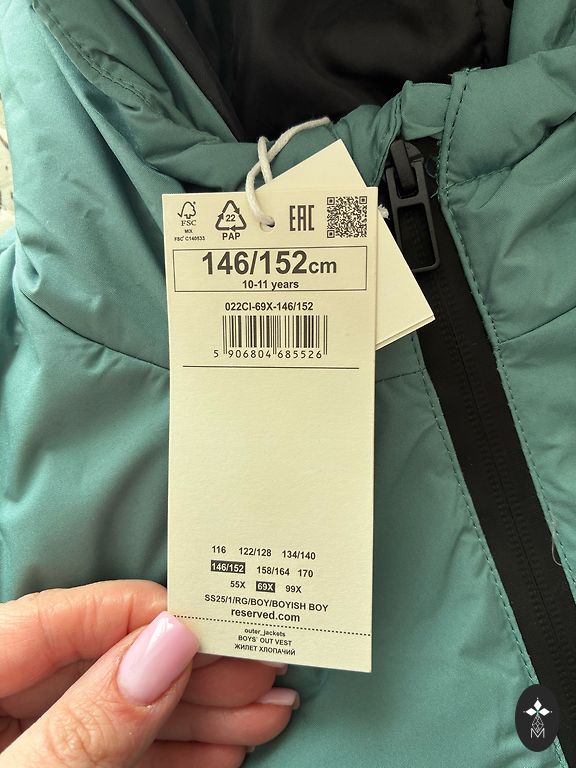 FSC
MIX
FSC® C140533
22
PAP
EAC
146/152cm
10-11 years
022CI-69X-146/152
5 906804 685526
116 122/128 134/140
146/152 158/164 170
55X 69X 99X
SS25/1/RG/BOY/BOYISH BOY
reserved.com
outer_jackets
BOYS` OUT VEST
ЖИЛЕТ ХЛОПАЧИЙ
M